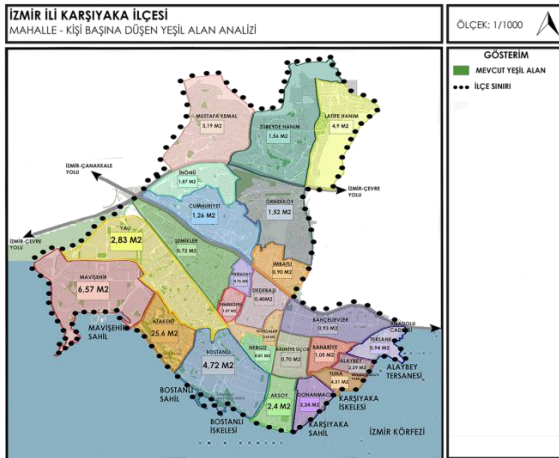 İZMİR İLİ KARŞIYAKA İLÇESİ
MAHALLE - KİŞİ BAŞINA DÜŞEN YEŞİL ALAN ANALİZİ
ÖLÇEK: 1/1000
GÖSTERİM
MEVCUT YEŞİL ALAN
İLÇE SINIRI
MUSTAFA KEMAL
3,19 M2
ZÜBEYDE HANIM
1,56 M2
LATİFE HANIM
4,9 M2
İZMİR-ÇANAKKALE
YOLU
İNÖNÜ
1,87 M2
CUMHURİYET
1,26 M2
ÖRNEKKÖY
1,52 M2
İZMİR-ÇEVRE
YOLU
İZMİR-ÇEVRE
YOLU
YALI
2,83 M2
ŞEMİKLER
0,72 M2
İMBATLI
0,90 M2
MAVİŞEHİR
6,57 M2
DEDEBAŞI
0,40M2
ATAKENT
25.6 M2
MAVİŞEHİR
SAHİL
BAHÇELİEVLER
0,93 M2
ANADOLU
CADDESİ
TERSANE
0,94 M2
BOSTANLI
4,72 M2
NERGİZ
0,81 M2
BAHRİYE ÜÇOK
0,70 M2
BAHARİYE
1,05 M2
ALAYBEY
ALAYBEY
TERSANESİ
TUNA
4,31 M2
BOSTANLI
SAHİL
BOSTANLI
İSKELESİ
AKSOY
2,4 M2
DONANMACI
KARŞIYAKA
İSKELESİ
KARŞIYAKA
SAHİL
İZMİR KÖRFEZİ